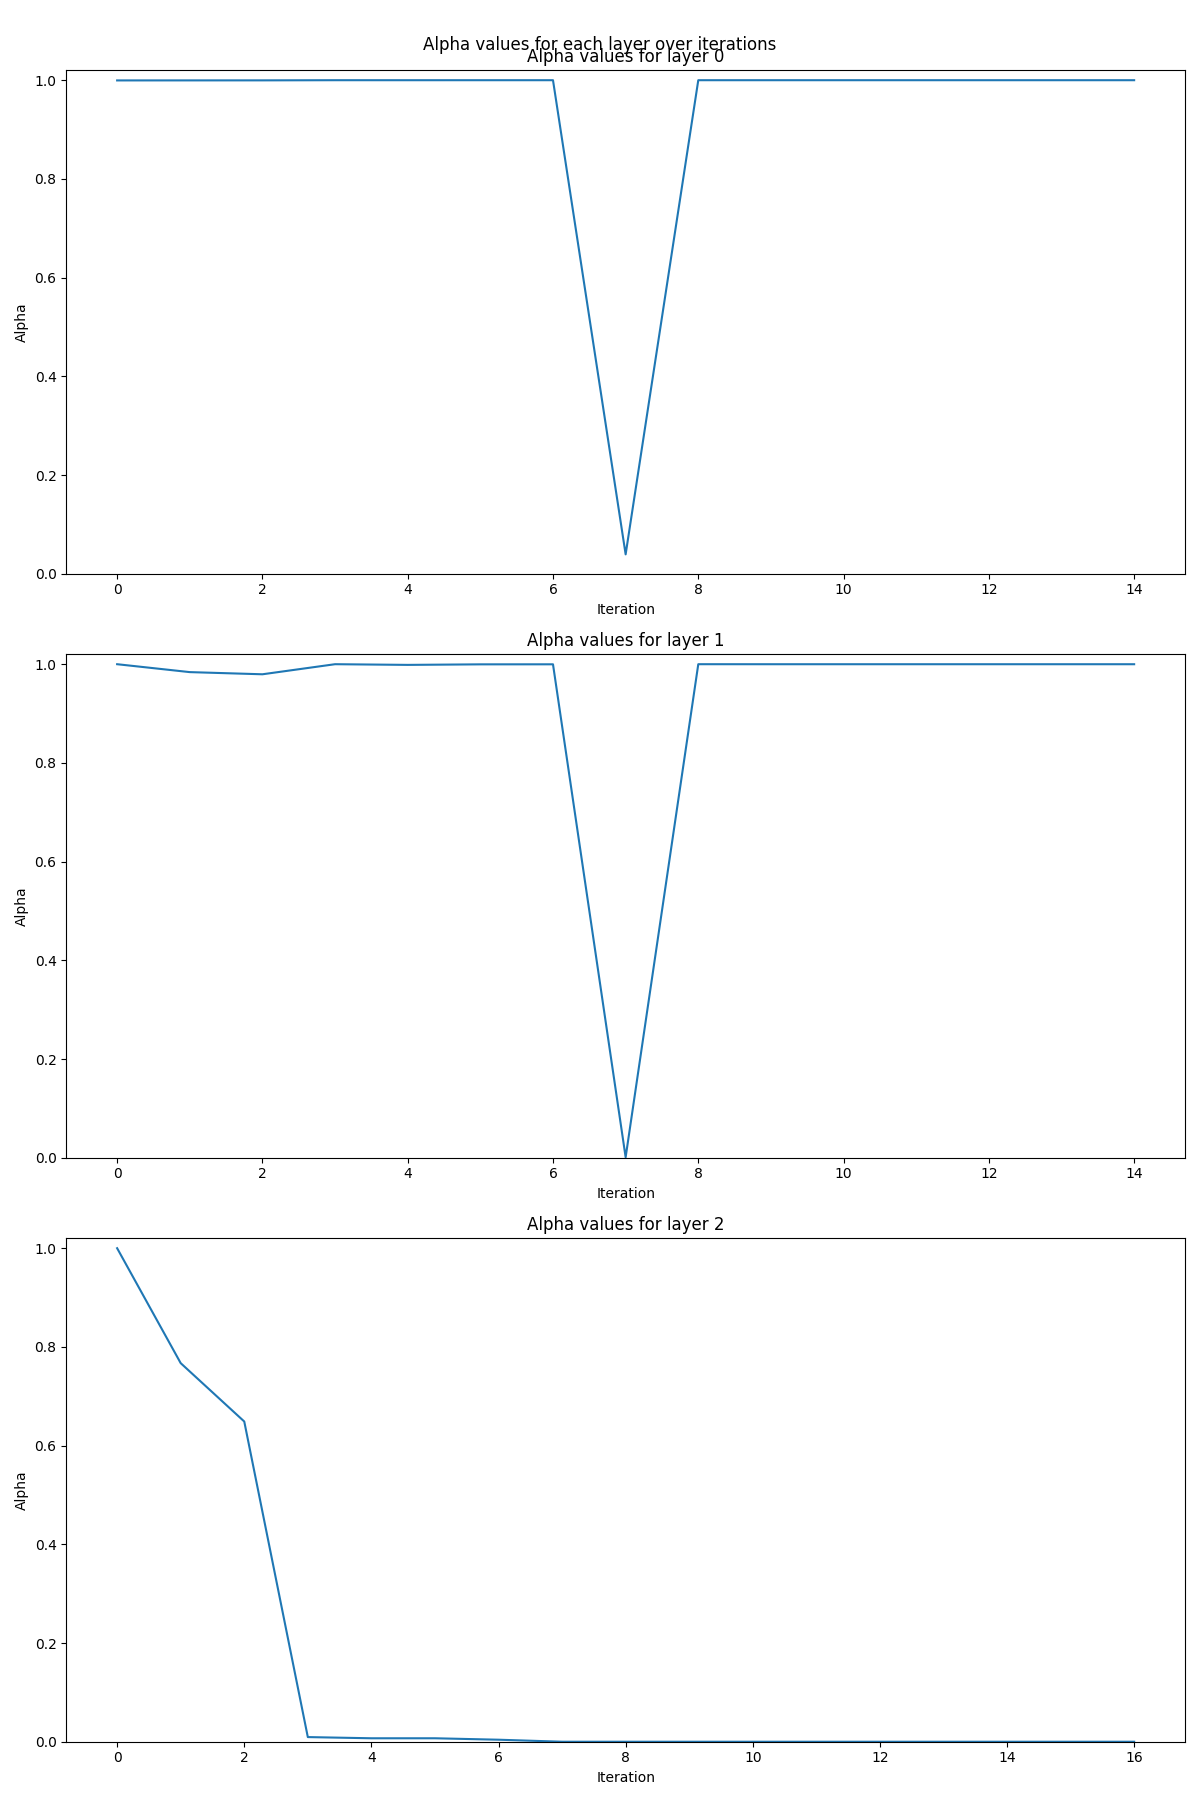 Alpha values for each layer over iterations
Alpha values for layer 0
1.0
0.8
0.6
0.4
0.2
0.0
Alpha
0 2 4 6 8 10 12 14
Iteration
Alpha values for layer 1
1.0
0.8
0.6
0.4
0.2
0.0
Alpha
0 2 4 6 8 10 12 14
Iteration
Alpha values for layer 2
1.0
0.8
0.6
0.4
0.2
0.0
Alpha
0 2 4 6 8 10 12 14 16
Iteration